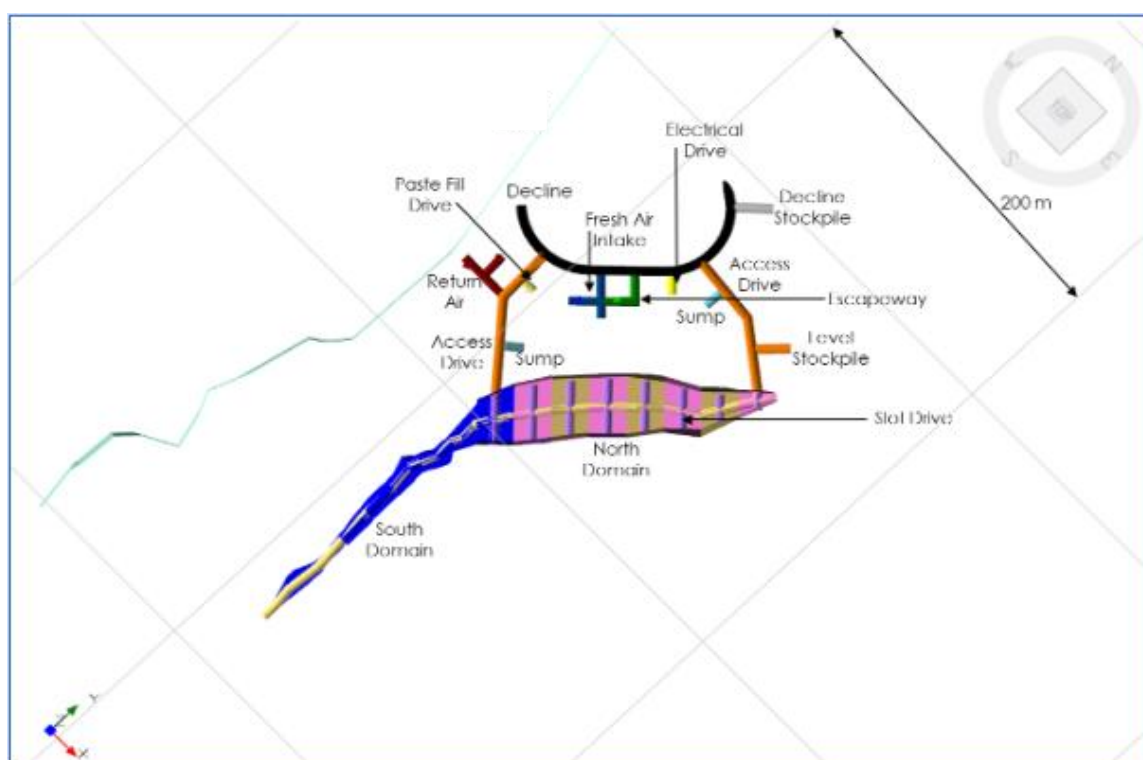 Electrical
Drive
Paste Fill
Drive
Decline
Decline
Stockpile
Fresh Air
Intake
200 m
Return
Air
Access
Drive
Escapeway
Sump
Access
Drive
Sump
Level
Stockpile
Slot Drive
North
Domain
South
Domain
N
E
S
W
TOP
Y
Z
X